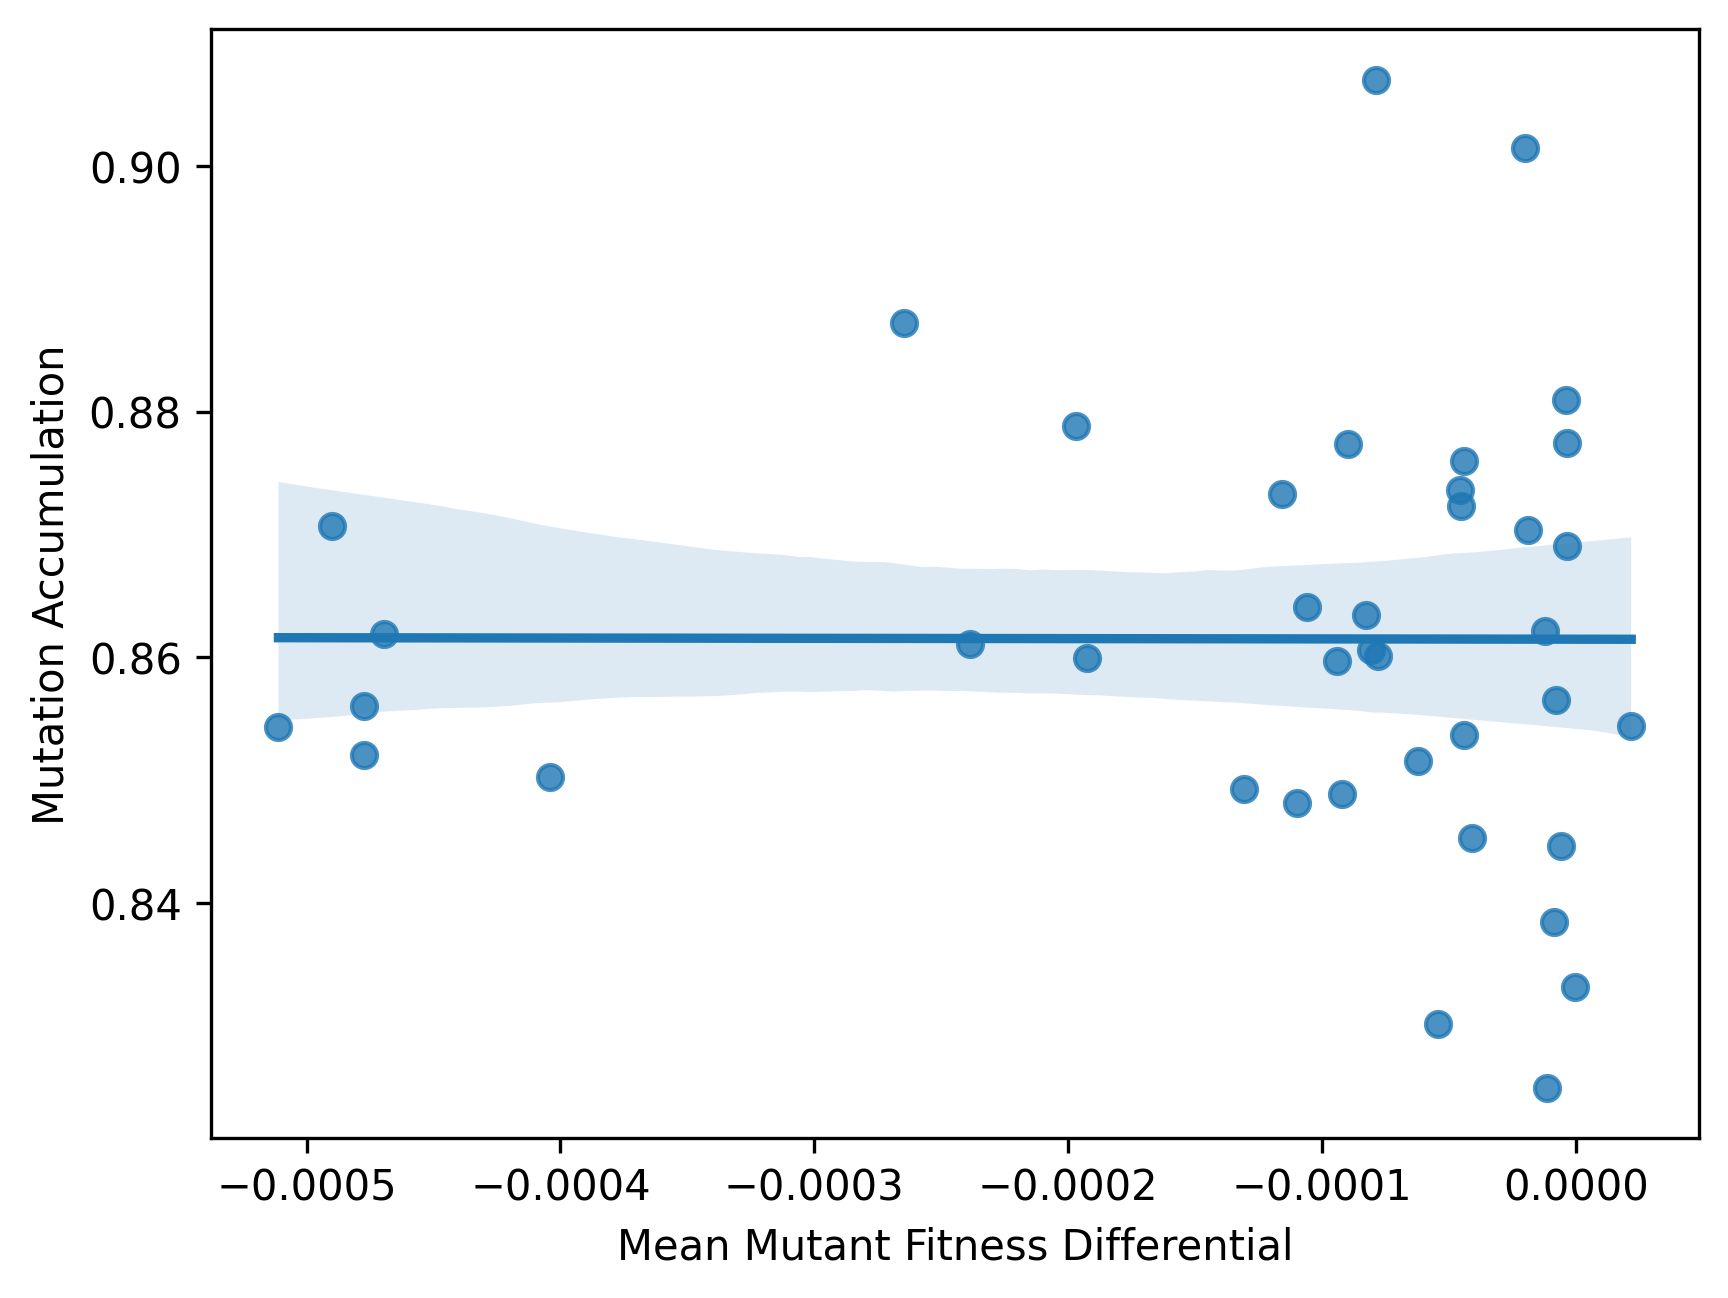 0.90
0.88
0.86
0.84
Mutation Accumulation
−0.0005 −0.0004 −0.0003 −0.0002 −0.0001 0.0000
Mean Mutant Fitness Differential